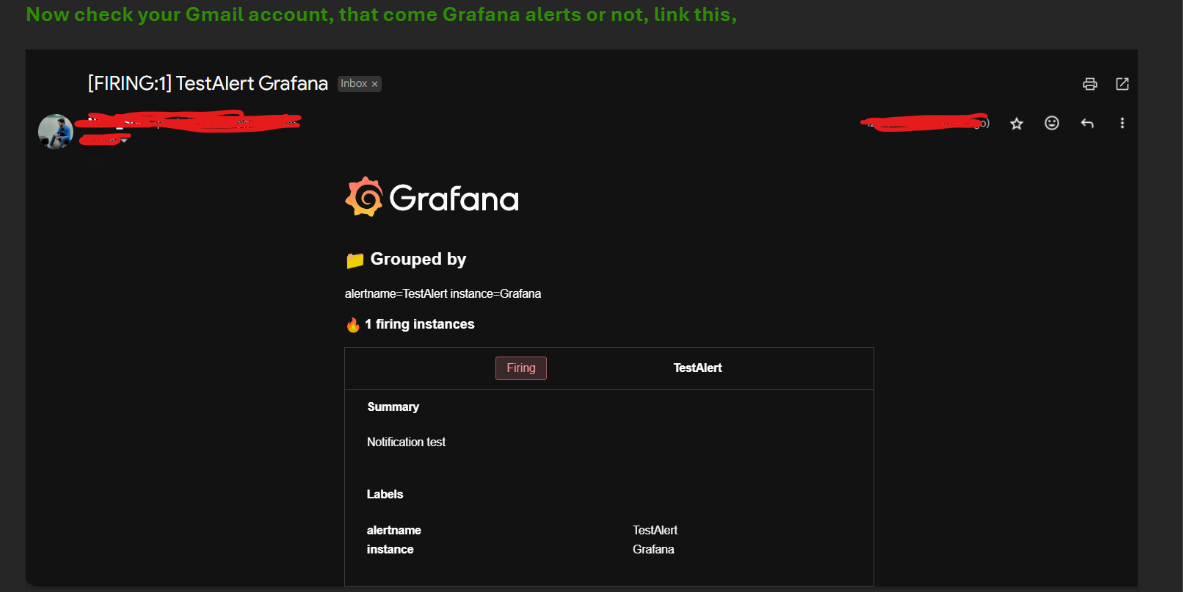 Now check your Gmail account, that come Grafana alerts or not, link this,
[FIRING:1] TestAlert Grafana Inbox ×
Grafana
Grouped by
alertname=TestAlert instance=Grafana
1 firing instances
Firing TestAlert
Summary
Notification test
Labels
alertname TestAlert
instance Grafana